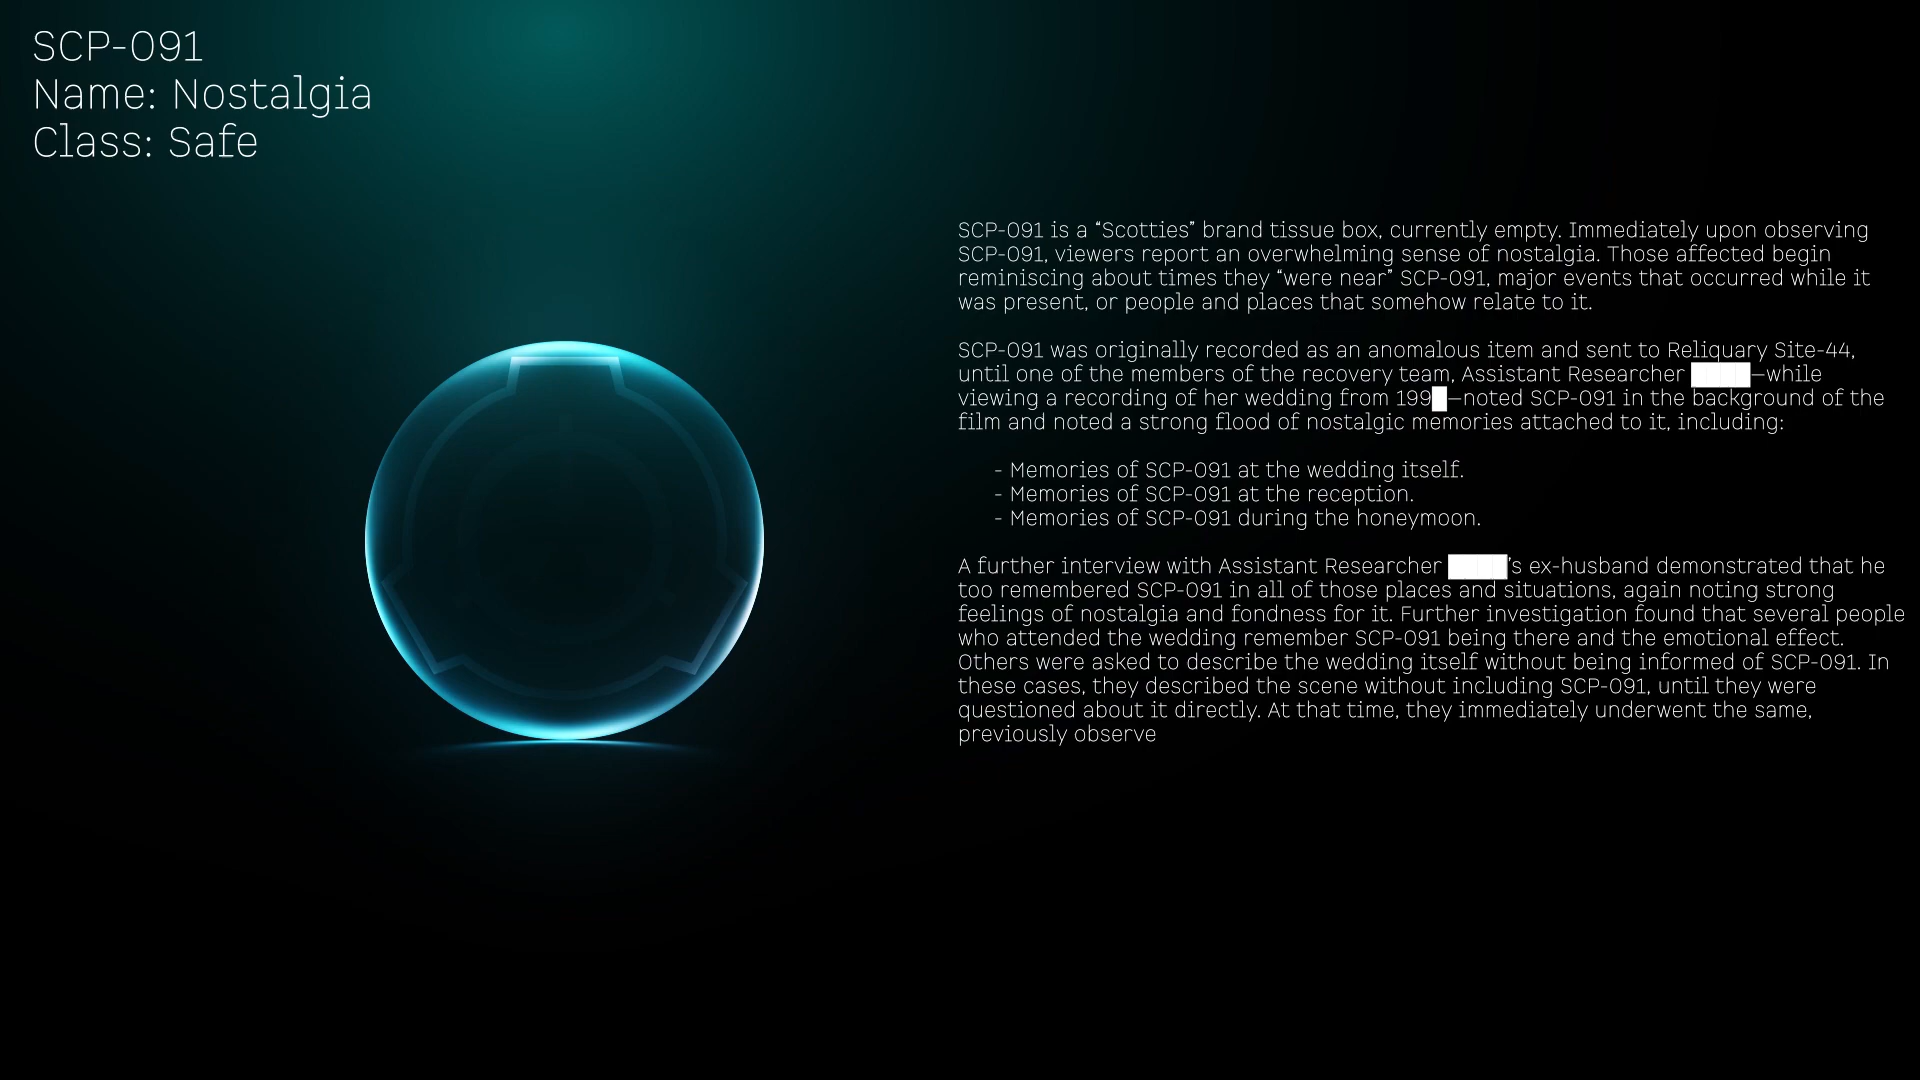 SCP-091
Name: Nostalgia
Class: Safe
SCP-091 is a “Scotties” brand tissue box, currently empty. Immediately upon observing
SCP-091, viewers report an overwhelming sense of nostalgia. Those affected begin
reminiscing about times they “were near” SCP-091, major events that occurred while it
was present, or people and places that somehow relate to it.
SCP-091 was originally recorded as an anomalous item and sent to Reliquary Site-44,
until one of the members of the recovery team, Assistant Researcher ████—while
viewing a recording of her wedding from 199█—noted SCP-091 in the background of the
film and noted a strong flood of nostalgic memories attached to it, including:
- Memories of SCP-091 at the wedding itself.
- Memories of SCP-091 at the reception.
- Memories of SCP-091 during the honeymoon.
A further interview with Assistant Researcher ████’s ex-husband demonstrated that he
too remembered SCP-091 in all of those places and situations, again noting strong
feelings of nostalgia and fondness for it. Further investigation found that several people
who attended the wedding remember SCP-091 being there and the emotional effect.
Others were asked to describe the wedding itself without being informed of SCP-091. In
these cases, they described the scene without including SCP-091, until they were
questioned about it directly. At that time, they immediately underwent the same,
previously observe